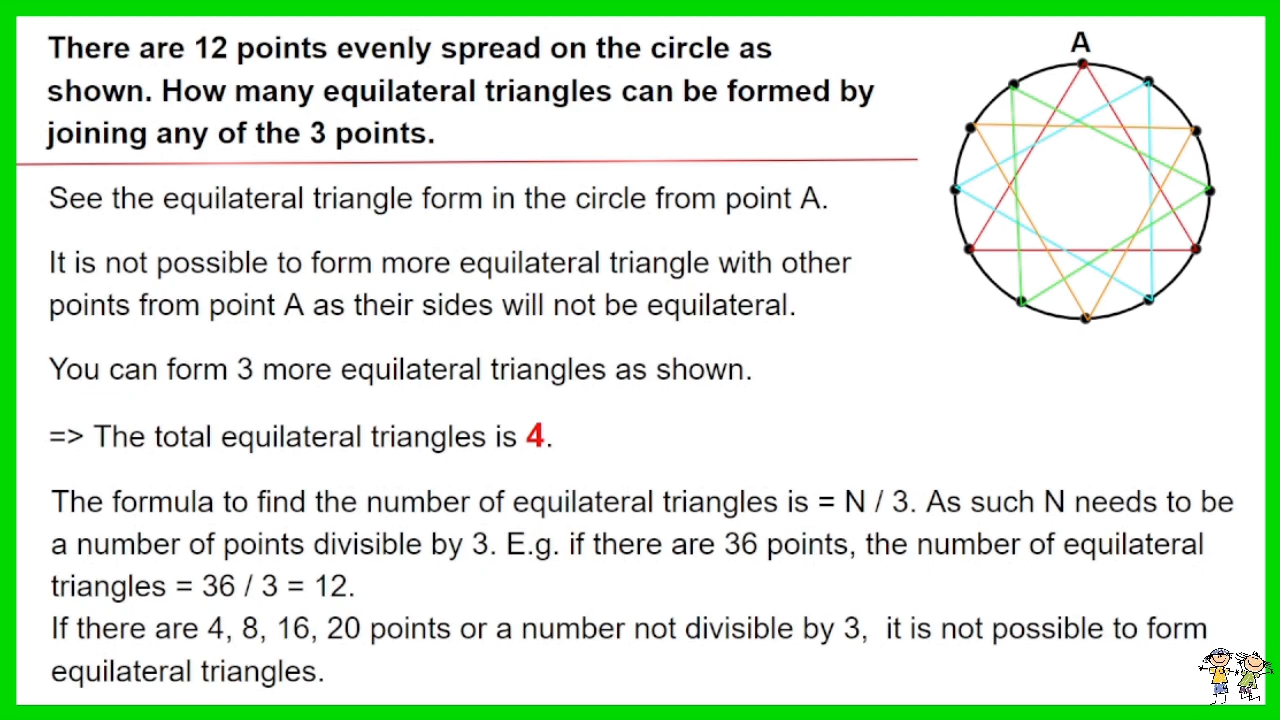 There are 12 points evenly spread on the circle as
shown. How many equilateral triangles can be formed by
joining any of the 3 points.
A
See the equilateral triangle form in the circle from point A.
It is not possible to form more equilateral triangle with other
points from point A as their sides will not be equilateral.
You can form 3 more equilateral triangles as shown.
=> The total equilateral triangles is 4.
The formula to find the number of equilateral triangles is = N / 3. As such N needs to be
a number of points divisible by 3. E.g. if there are 36 points, the number of equilateral
triangles = 36 / 3 = 12.
If there are 4, 8, 16, 20 points or a number not divisible by 3,  it is not possible to form
equilateral triangles.